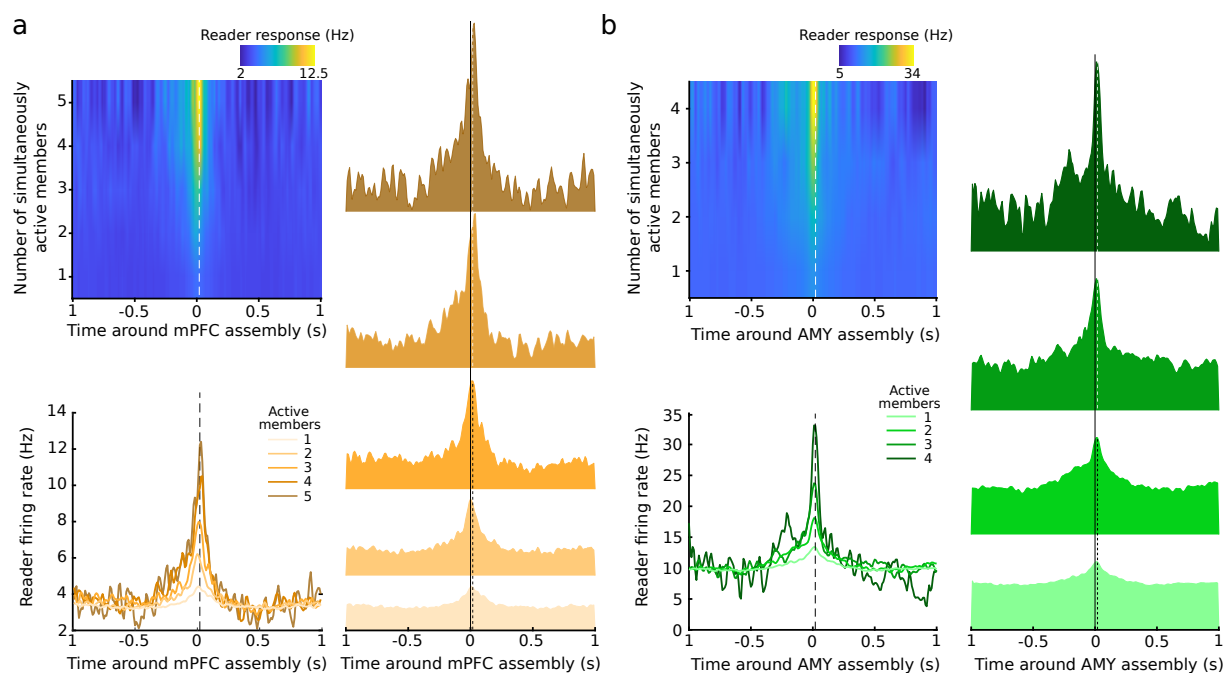 a
Reader response (Hz)
2 12.5
Number of simultaneously
active members
5
4
3
2
1
1 -0.5 0 0.5 1
Time around mPFC assembly (s)
Reader firing rate (Hz)
14
12
10
8
6
4
2
Active
members
1
2
3
4
5
1 -0.5 0 0.5 1
Time around mPFC assembly (s)
1 -0.5 0 0.5 1
Time around mPFC assembly (s)
b
Reader response (Hz)
5 34
Number of simultaneously
active members
4
3
2
1
1 -0.5 0 0.5 1
Time around AMY assembly (s)
Reader firing rate (Hz)
35
30
25
20
15
10
5
0
Active
members
1
2
3
4
1 -0.5 0 0.5 1
Time around AMY assembly (s)
1 -0.5 0 0.5 1
Time around AMY assembly (s)